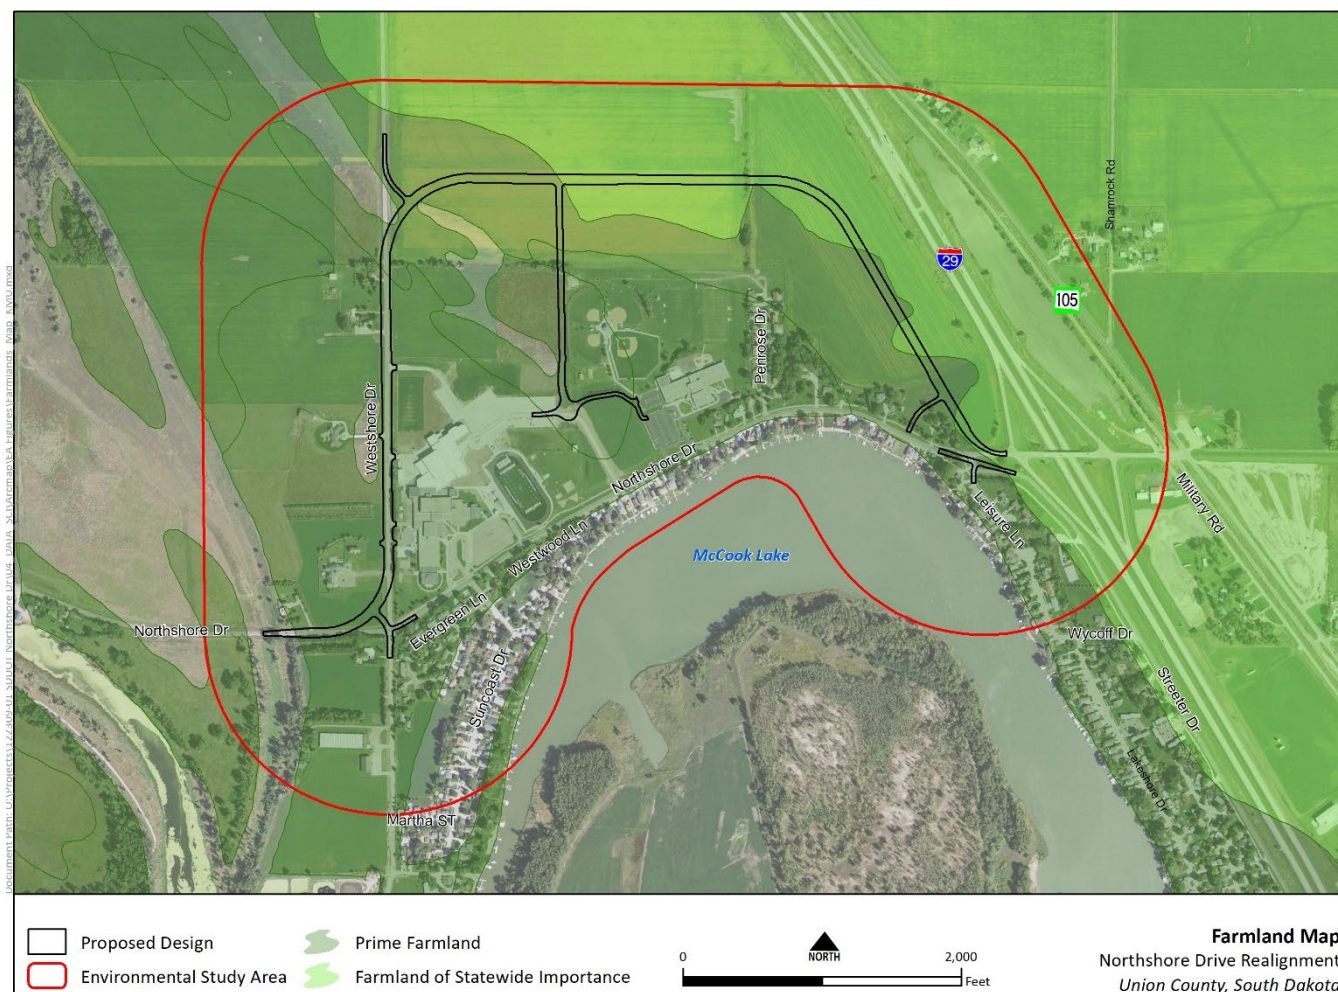 Shamrock Rd
29
105
Penrose Dr
Westshore Dr
Northshore Dr
Military Rd
Leisure Ln
Westwood Ln
McCook Lake
Evergreen Ln
Northshore Dr
Wycoff Dr
Suncoast Dr
Streeter Dr
Lakeshore Dr
Martha ST
Proposed Design
Environmental Study Area
Prime Farmland
Farmland of Statewide Importance
0
NORTH
2,000
Feet
Farmland Map
Northshore Drive Realignment
Union County, South Dakota